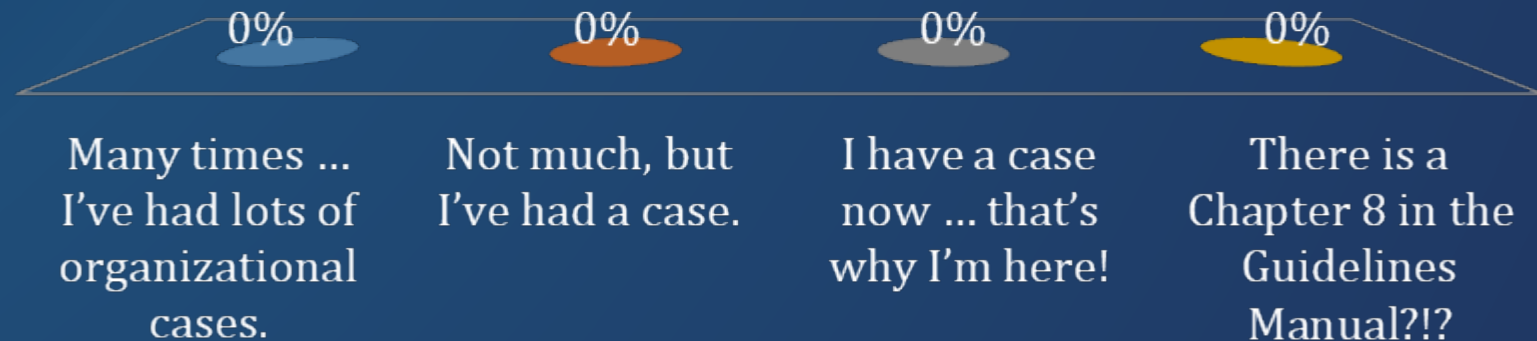 0% 0% 0% 0%
Many times ...
I've had lots of
organizational
cases.
Not much, but
I've had a case.
I have a case
now ... that's
why I'm here!
There is a
Chapter 8 in the
Guidelines
Manual?!?